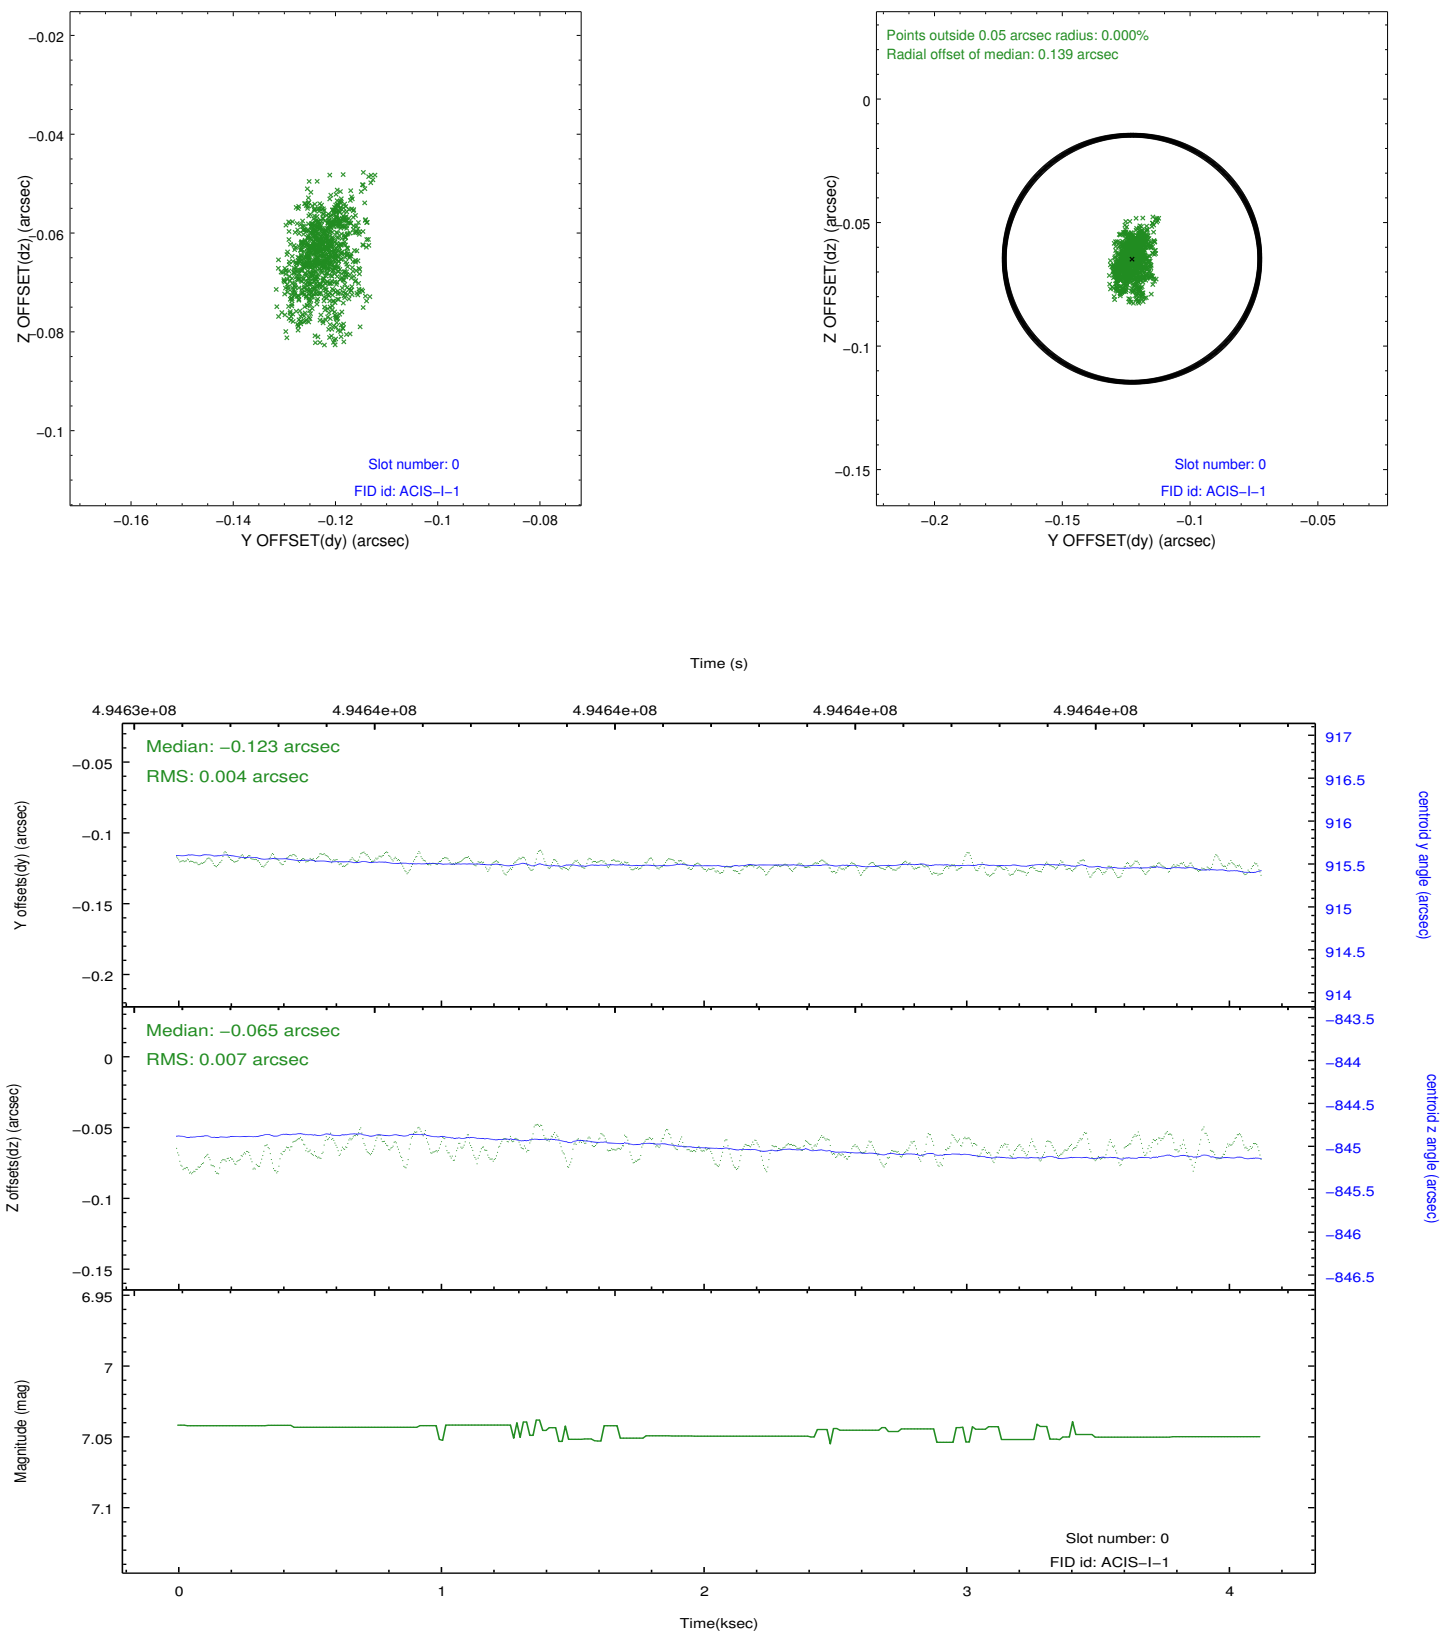 −0.02
−0.04
−0.06
−0.08
−0.1
Z OFFSET(dz) (arcsec)
Slot number: 0
FID id: ACIS−I−1
−0.16
−0.14
−0.12
−0.1
−0.08
Y OFFSET(dy) (arcsec)
Points outside 0.05 arcsec radius: 0.000%
Radial offset of median: 0.139 arcsec
0
−0.05
−0.1
−0.15
Z OFFSET(dz) (arcsec)
Slot number: 0
FID id: ACIS−I−1
−0.2
−0.15
−0.1
−0.05
Y OFFSET(dy) (arcsec)
Time (s)
4.9463e+08
4.9464e+08
4.9464e+08
4.9464e+08
4.9464e+08
Median: −0.123 arcsec
RMS: 0.004 arcsec
−0.05
−0.1
−0.15
−0.2
Y offsets(dy) (arcsec)
917
916.5
916
915.5
915
914.5
914
centroid y angle (arcsec)
Median: −0.065 arcsec
RMS: 0.007 arcsec
0
−0.05
−0.1
−0.15
Z offsets(dz) (arcsec)
−843.5
−844
−844.5
−845
−845.5
−846
−846.5
centroid z angle (arcsec)
6.95
7
7.05
7.1
Magnitude (mag)
Slot number: 0
FID id: ACIS−I−1
0
1
2
3
4
Time(ksec)